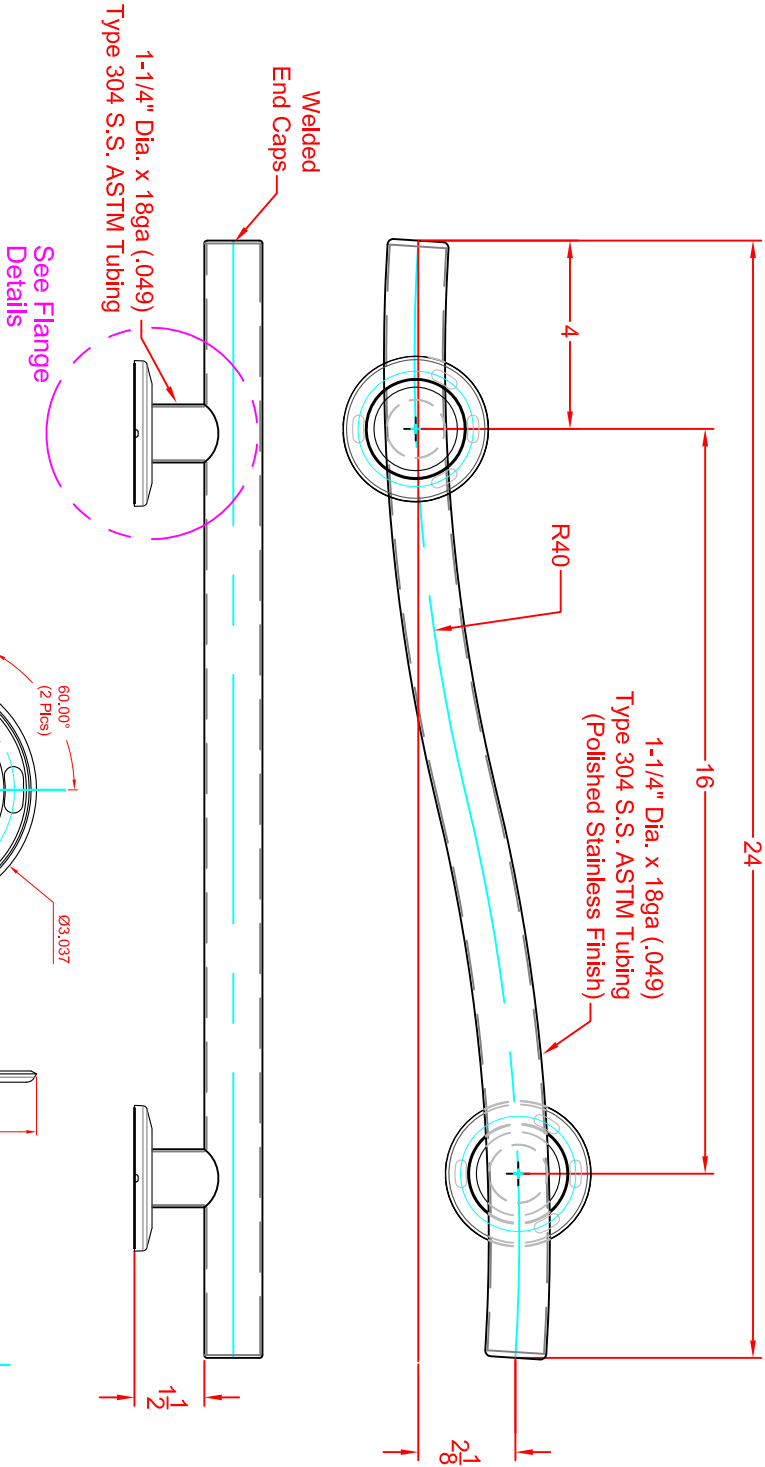 24
16
4
1-1/4" Dia. x 18ga (.049)
Type 304 S.S. ASTM Tubing
(Polished Stainless Finish)
R40
2 1/8
Welded
End Caps
1-1/4" Dia. x 18ga (.049)
Type 304 S.S. ASTM Tubing
1 1/2
See Flange
Details
60.00°
(2 Plcs)
Ø3.037